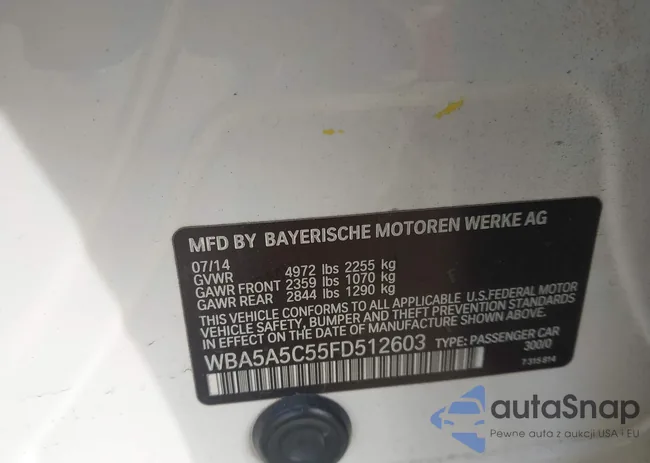 MFD BY BAYERISCHE MOTOREN WERKE AG
07/14
GVWR 4972 lbs 2255 kg
GAWR FRONT 2359 lbs 1070 kg
GAWR REAR 2844 lbs 1290 kg
THIS VEHICLE CONFORMS TO ALL APPLICABLE U.S.FEDERAL MOTOR
VEHICLE SAFETY, BUMPER AND THEFT PREVENTION STANDARDS
IN EFFECT ON THE DATE OF MANUFACTURE SHOWN ABOVE.
WBA5A5C55FD512603 TYPE: PASSENGER CAR
300/0
7315814
autaSnap
Pewne auta z aukcji USA i EU